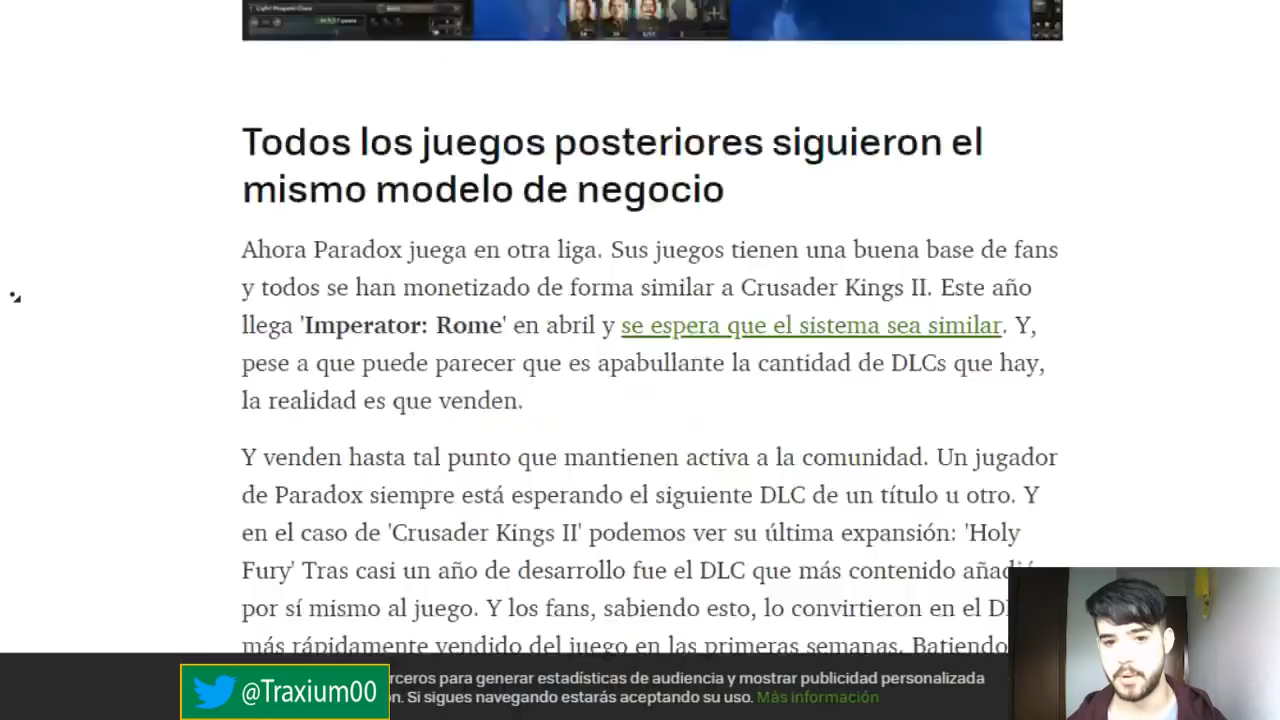 Todos los juegos posteriores siguieron el
mismo modelo de negocio
Ahora Paradox juega en otra liga. Sus juegos tienen una buena base de fans
y todos se han monetizado de forma similar a Crusader Kings II. Este año
llega 'Imperator: Rome' en abril y se espera que el sistema sea similar. Y,
pese a que puede parecer que es apabullante la cantidad de DLCs que hay,
la realidad es que venden.
Y venden hasta tal punto que mantienen activa a la comunidad. Un jugador
de Paradox siempre está esperando el siguiente DLC de un título u otro. Y
en el caso de 'Crusader Kings II' podemos ver su última expansión: 'Holy
Fury' Tras casi un año de desarrollo fue el DLC que más contenido
por sí mismo al juego. Y los fans, sabiendo esto, lo convirtieron en el
más rápidamente vendido del juego en las primeras semanas. Batiendo
para generar estadísticas de audiencia y mostrar publicidad personalizada
Si sigues navegando estarás aceptando su uso. Más información
@Traxium00